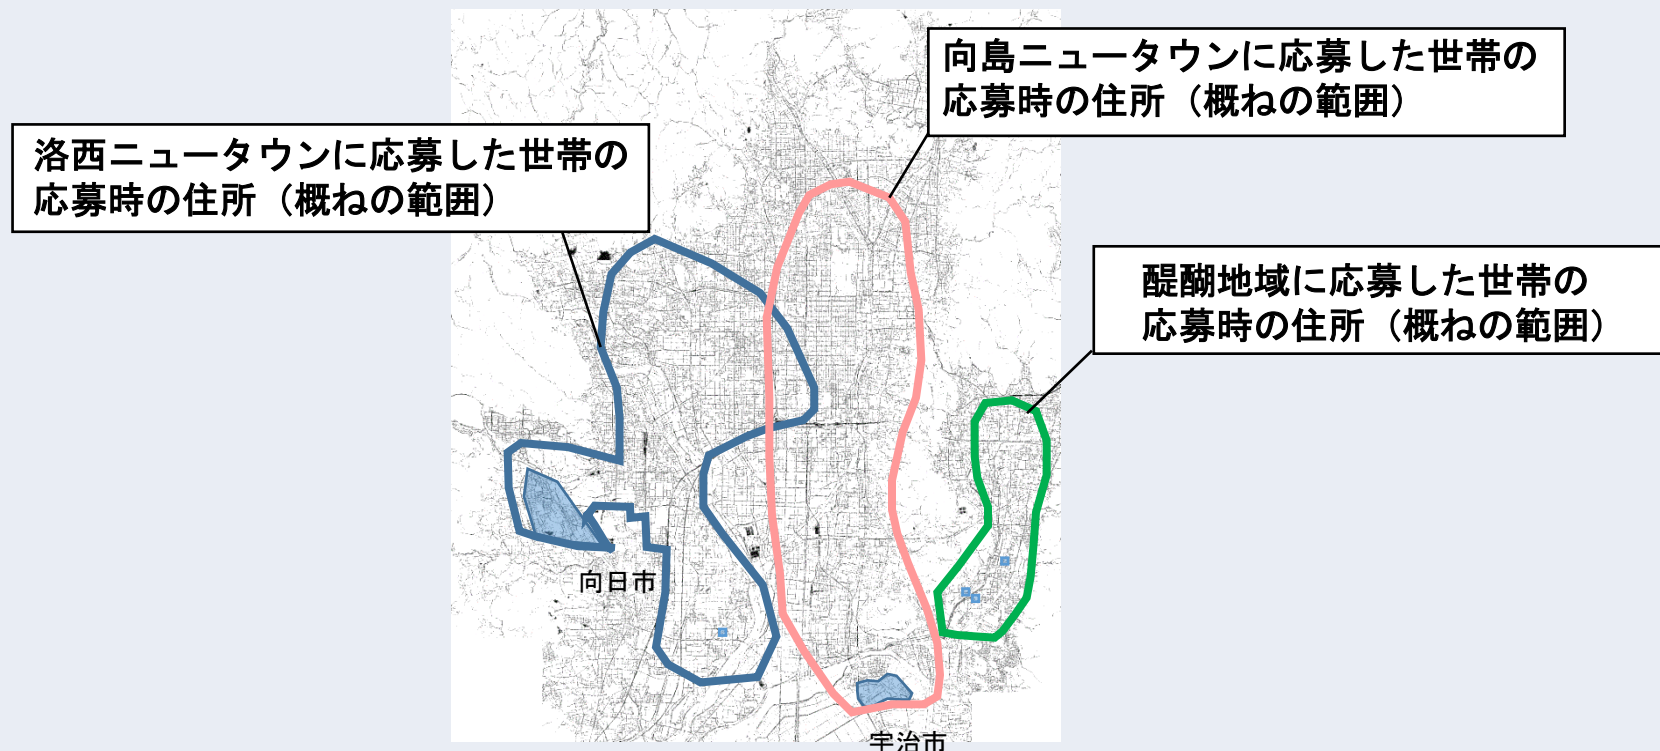 向島ニュータウンに応募した世帯の
応募時の住所（概ねの範囲）
洛西ニュータウンに応募した世帯の
応募時の住所（概ねの範囲）
醍醐地域に応募した世帯の
応募時の住所（概ねの範囲）
向日市
宇治市